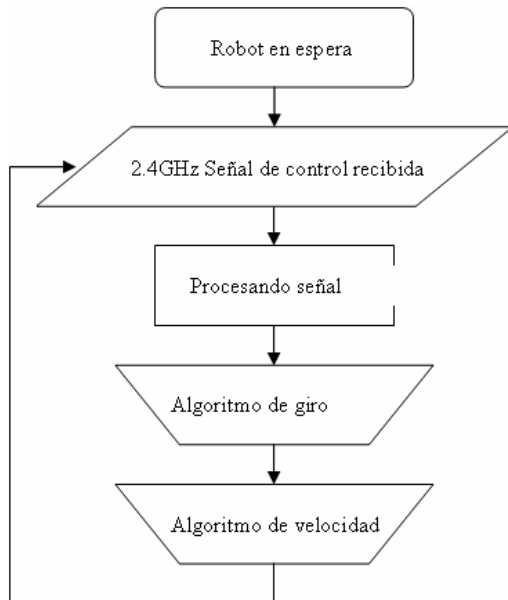 Robot en espera
2.4GHz Señal de control recibida
Procesando señal
Algoritmo de giro
Algoritmo de velocidad